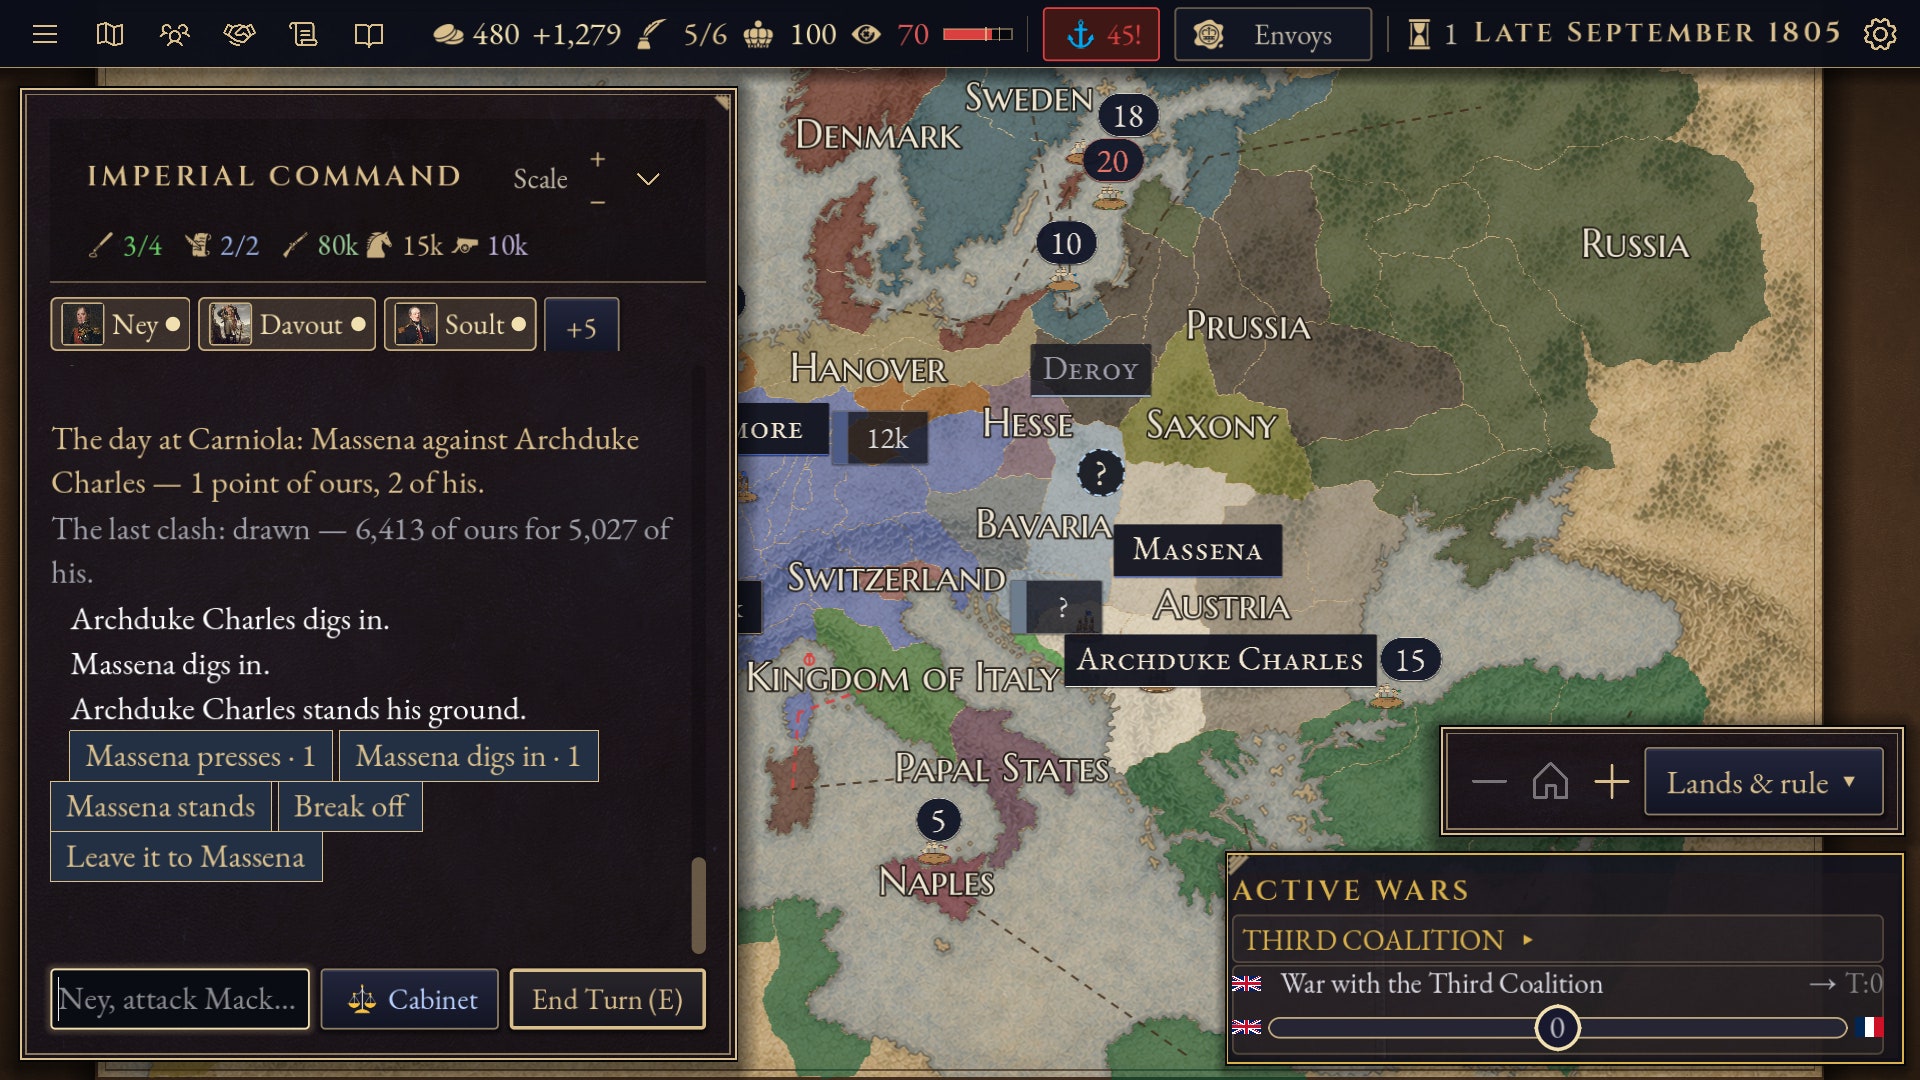 480 +1,279 5/6 100 70 45! Envoys 1 Late September 1805
IMPERIAL COMMAND Scale + −
3/4 2/2 80k 15k 10k
Ney Davout Soult +5
The day at Carniola: Massena against Archduke
Charles — 1 point of ours, 2 of his.
The last clash: drawn — 6,413 of ours for 5,027 of
his.
Archduke Charles digs in.
Massena digs in.
Archduke Charles stands his ground.
Massena presses · 1 Massena digs in · 1
Massena stands Break off
Leave it to Massena
Ney, attack Mack... Cabinet End Turn (E)
SWEDEN 18
DENMARK
20
RUSSIA
10
PRUSSIA
HANOVER DEROY
HESSE SAXONY
MORE 12k
?
BAVARIA
MASSENA
SWITZERLAND
? AUSTRIA
KINGDOM OF ITALY ARCHDUKE CHARLES 15
PAPAL STATES
5
NAPLES
Lands & rule ▼
ACTIVE WARS
THIRD COALITION ▸
War with the Third Coalition → T:0
0